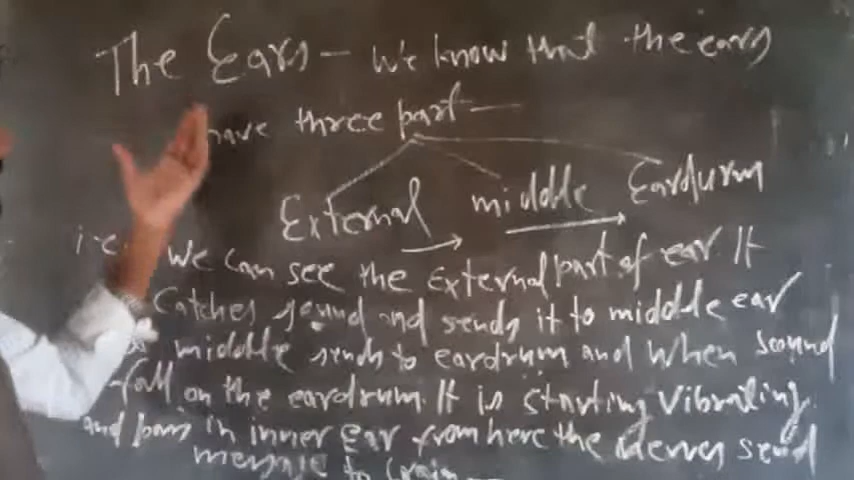 The Ears - We know that the ears
have three part -
External middle Eardurm
i.e. We can see the external part of ear. It
Catches sound and sends it to middle ear
middle sends to eardrum and When sound
fall on the eardrum. It is starting Vibrating.
and pass in inner Ear from here the nerves send
message to brain